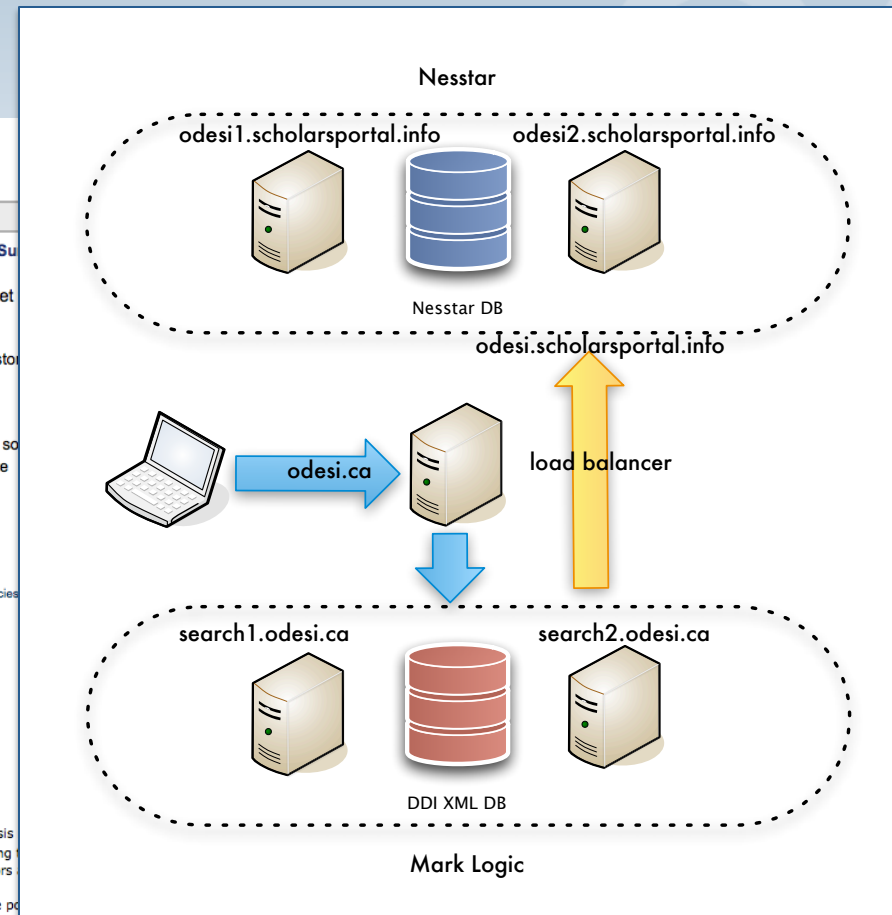 Nesstar
odesi1.scholarsportal.info odesi2.scholarsportal.info
Nesstar DB
odesi.scholarsportal.info
odesi.ca
load balancer
search1.odesi.ca search2.odesi.ca
DDI XML DB
Mark Logic